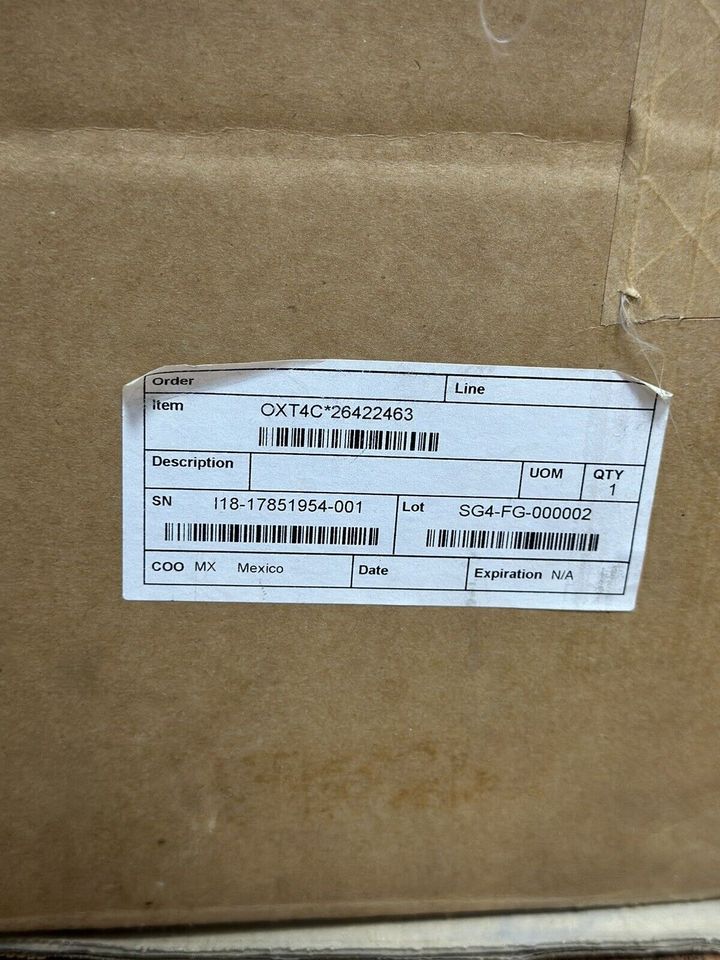 Order
Line
Item OXT4C*26422463
Description
UOM
QTY
1
SN I18-17851954-001
Lot SG4-FG-000002
COO MX Mexico
Date
Expiration N/A